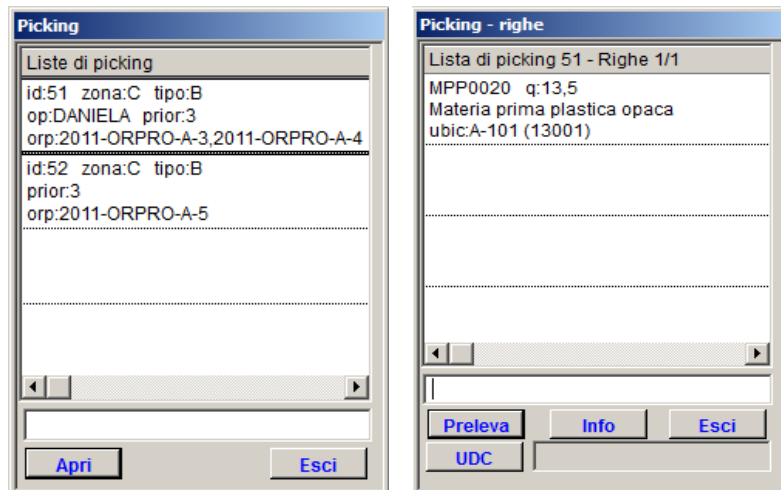 Picking
Liste di picking
id:51 zona:C tipo:B
op:DANIELA prior:3
orp:2011-ORPRO-A-3,2011-ORPRO-A-4
id:52 zona:C tipo:B
prior:3
orp:2011-ORPRO-A-5
Apri Esci
Picking - righe
Lista di picking 51 - Righe 1/1
MPP0020 q:13,5
Materia prima plastica opaca
ubic:A-101 (13001)
Preleva Info Esci
UDC